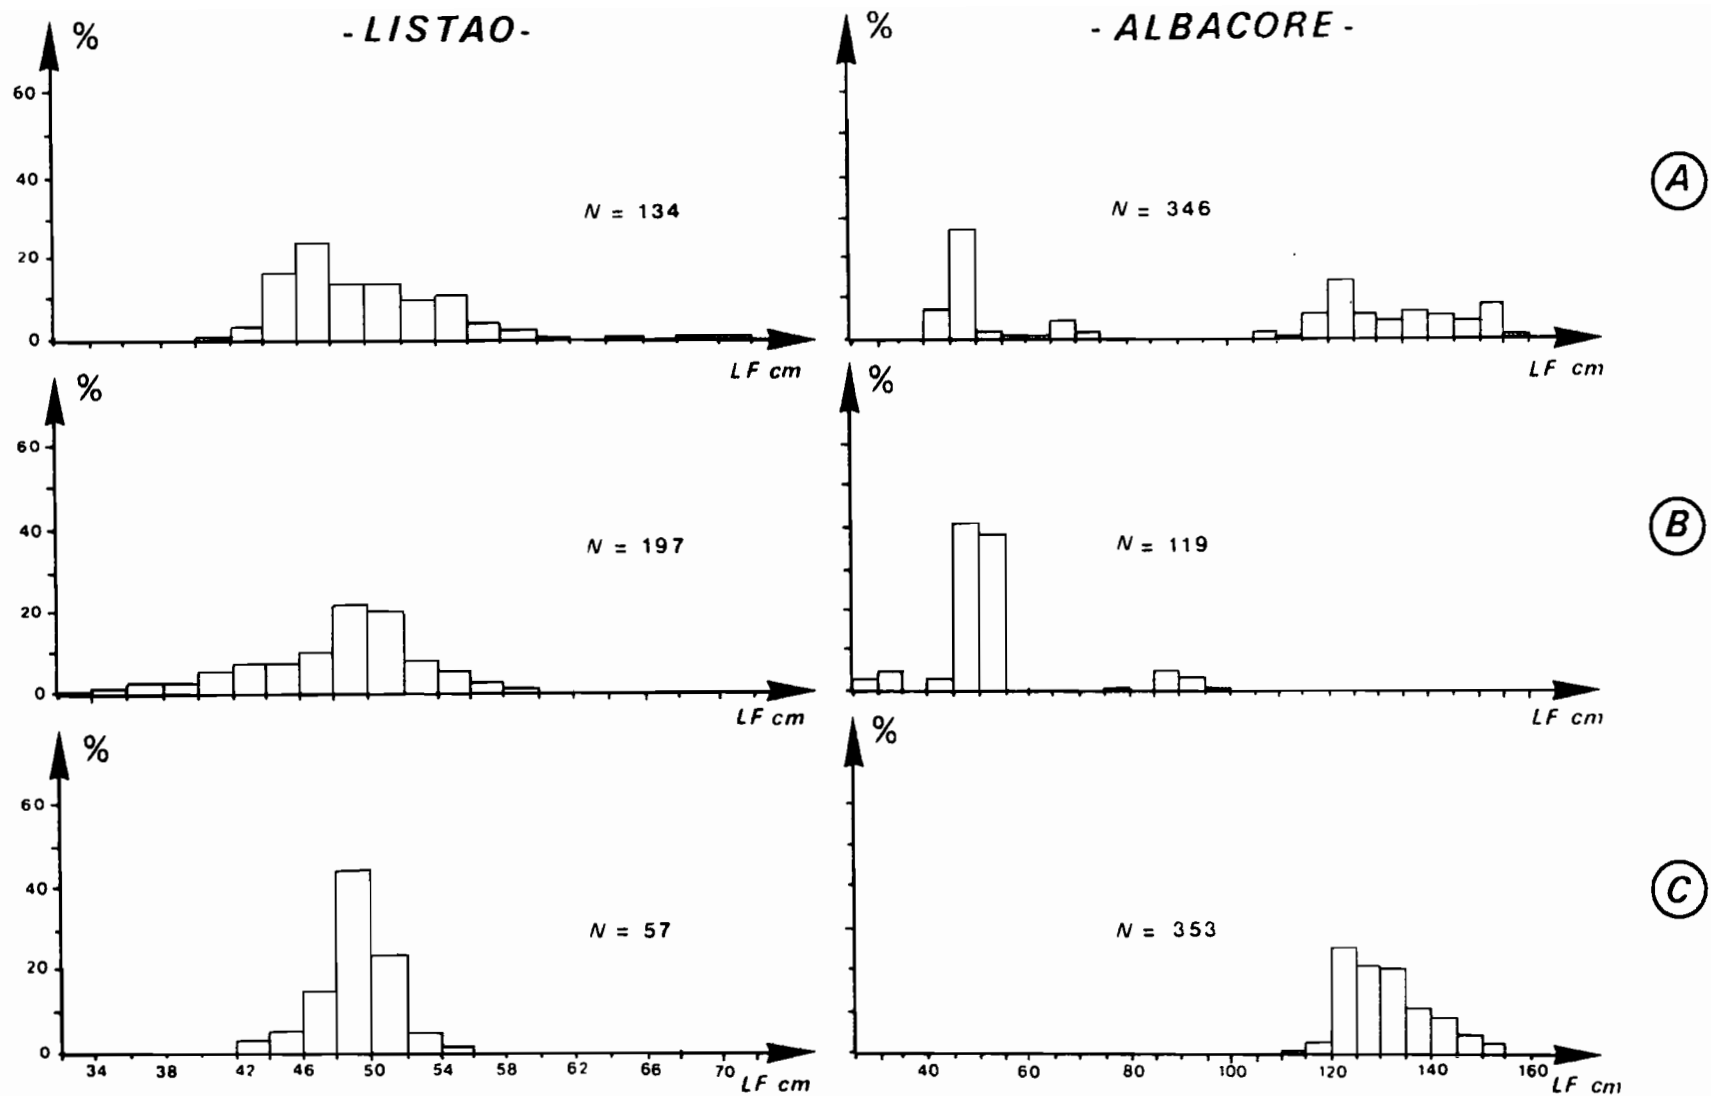 - LISTAO -
- ALBACORE -
%
60
40
20
0
N = 134
LF cm
%
N = 346
LF cm
A
%
60
40
20
0
N = 197
LF cm
%
N = 119
LF cm
B
%
60
40
20
0
N = 57
34 38 42 46 50 54 58 62 66 70
LF cm
%
N = 353
40 60 80 100 120 140 160
LF cm
C